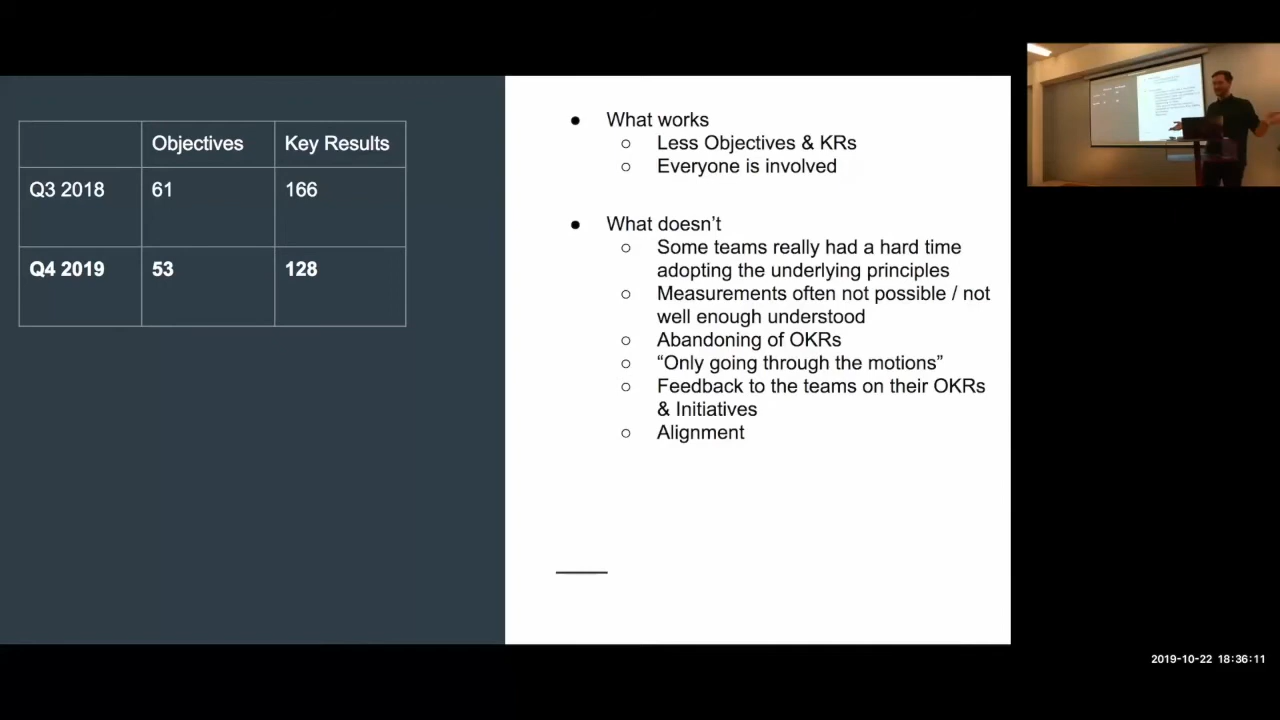 Objectives Key Results
Q3 2018 61 166
Q4 2019 53 128
What works
Less Objectives & KRs
Everyone is involved
What doesn’t
Some teams really had a hard time
adopting the underlying principles
Measurements often not possible / not
well enough understood
Abandoning of OKRs
“Only going through the motions”
Feedback to the teams on their OKRs
& Initiatives
Alignment
2019-10-22 18:36:11